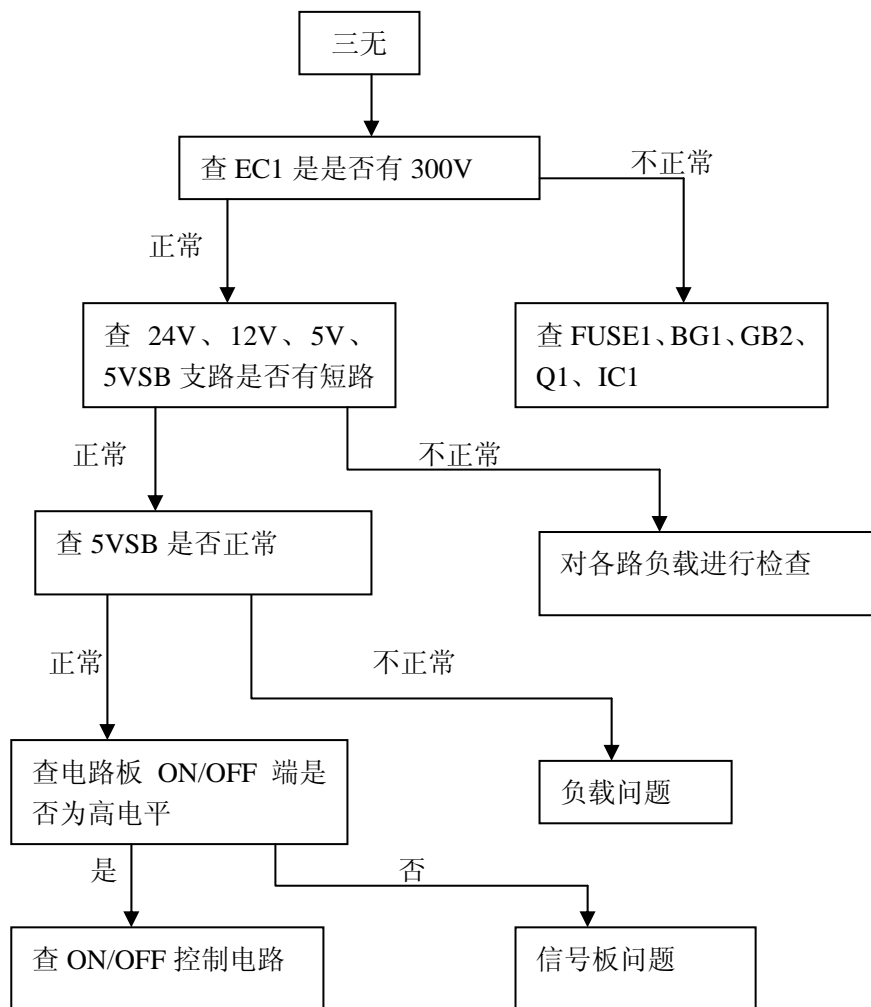 三无
查 EC1 是是否有 300V
不正常
正常
查 24V、12V、5V、
5VSB 支路是否有短路
查 FUSE1、BG1、GB2、
Q1、IC1
正常
不正常
查 5VSB 是否正常
对各路负载进行检查
正常
不正常
查电路板 ON/OFF 端是
否为高电平
负载问题
是
否
查 ON/OFF 控制电路
信号板问题